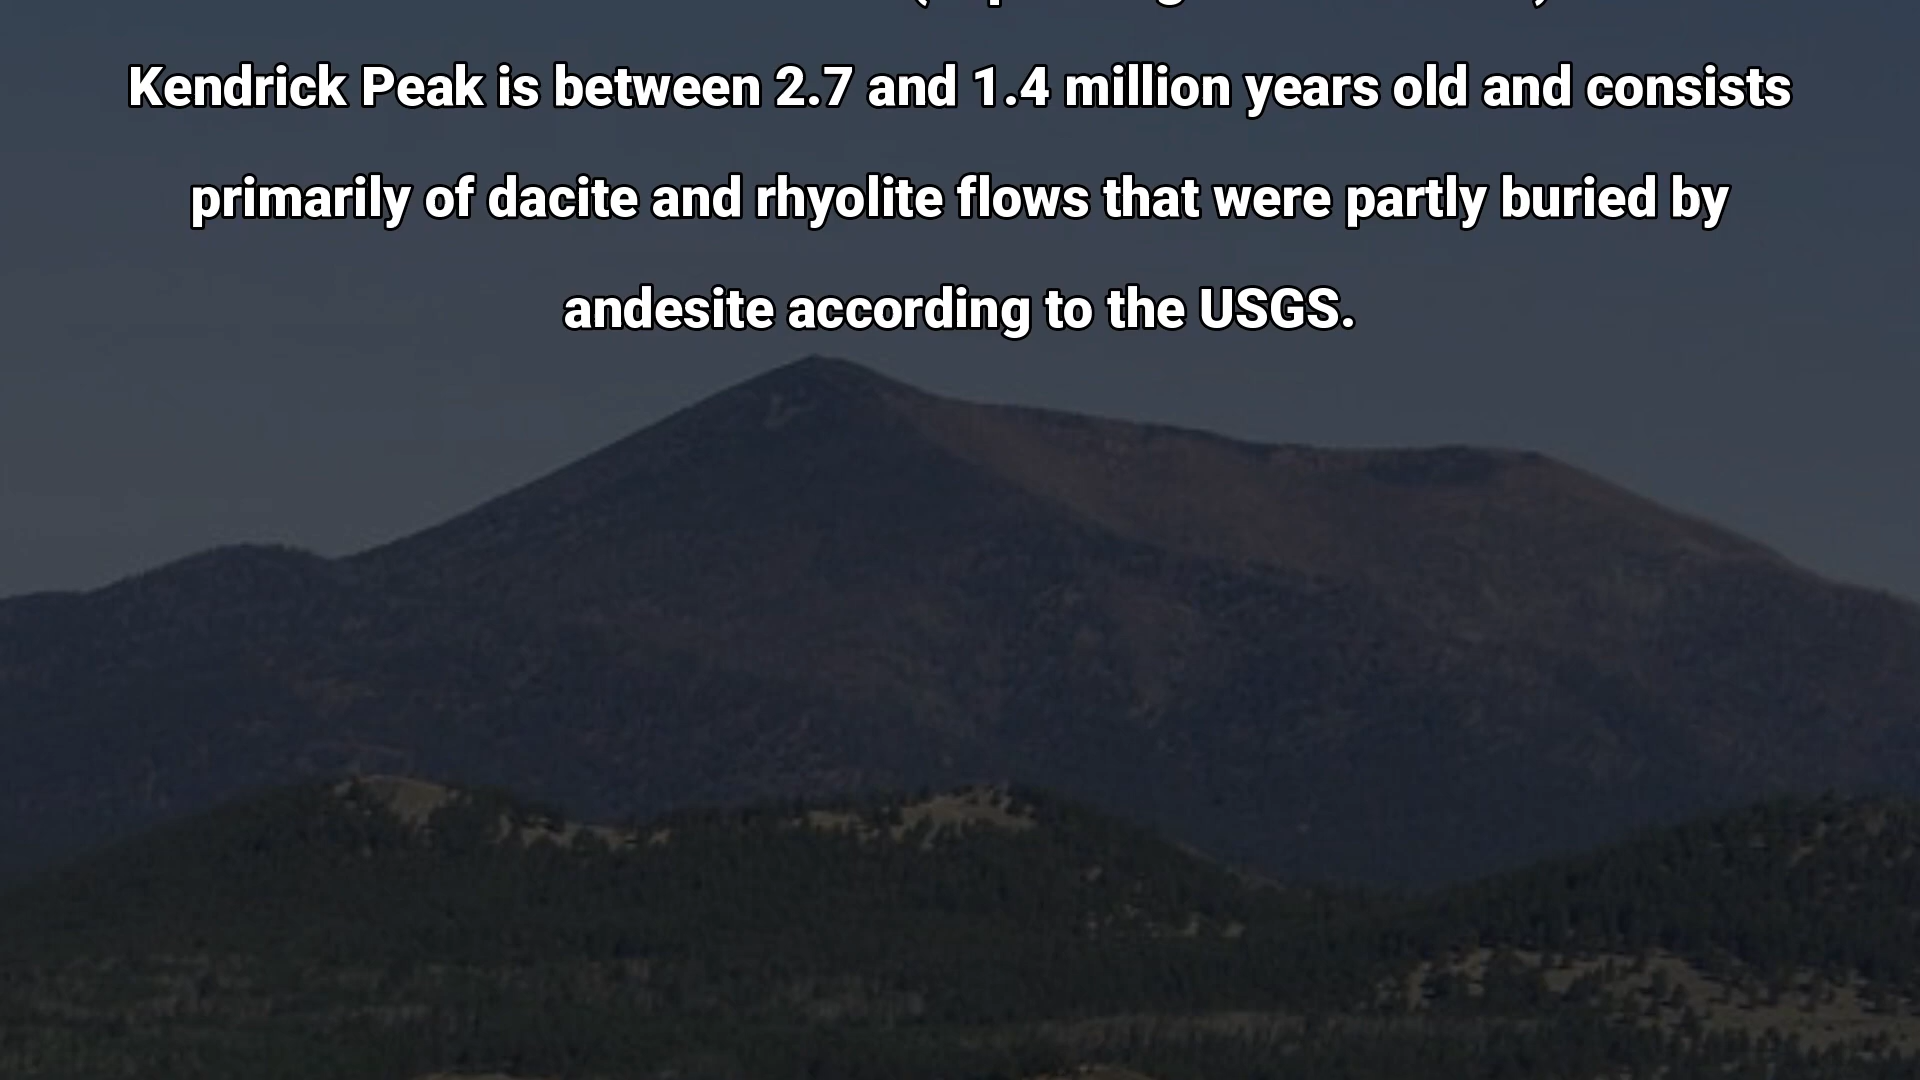 Kendrick Peak is between 2.7 and 1.4 million years old and consists
primarily of dacite and rhyolite flows that were partly buried by
andesite according to the USGS.